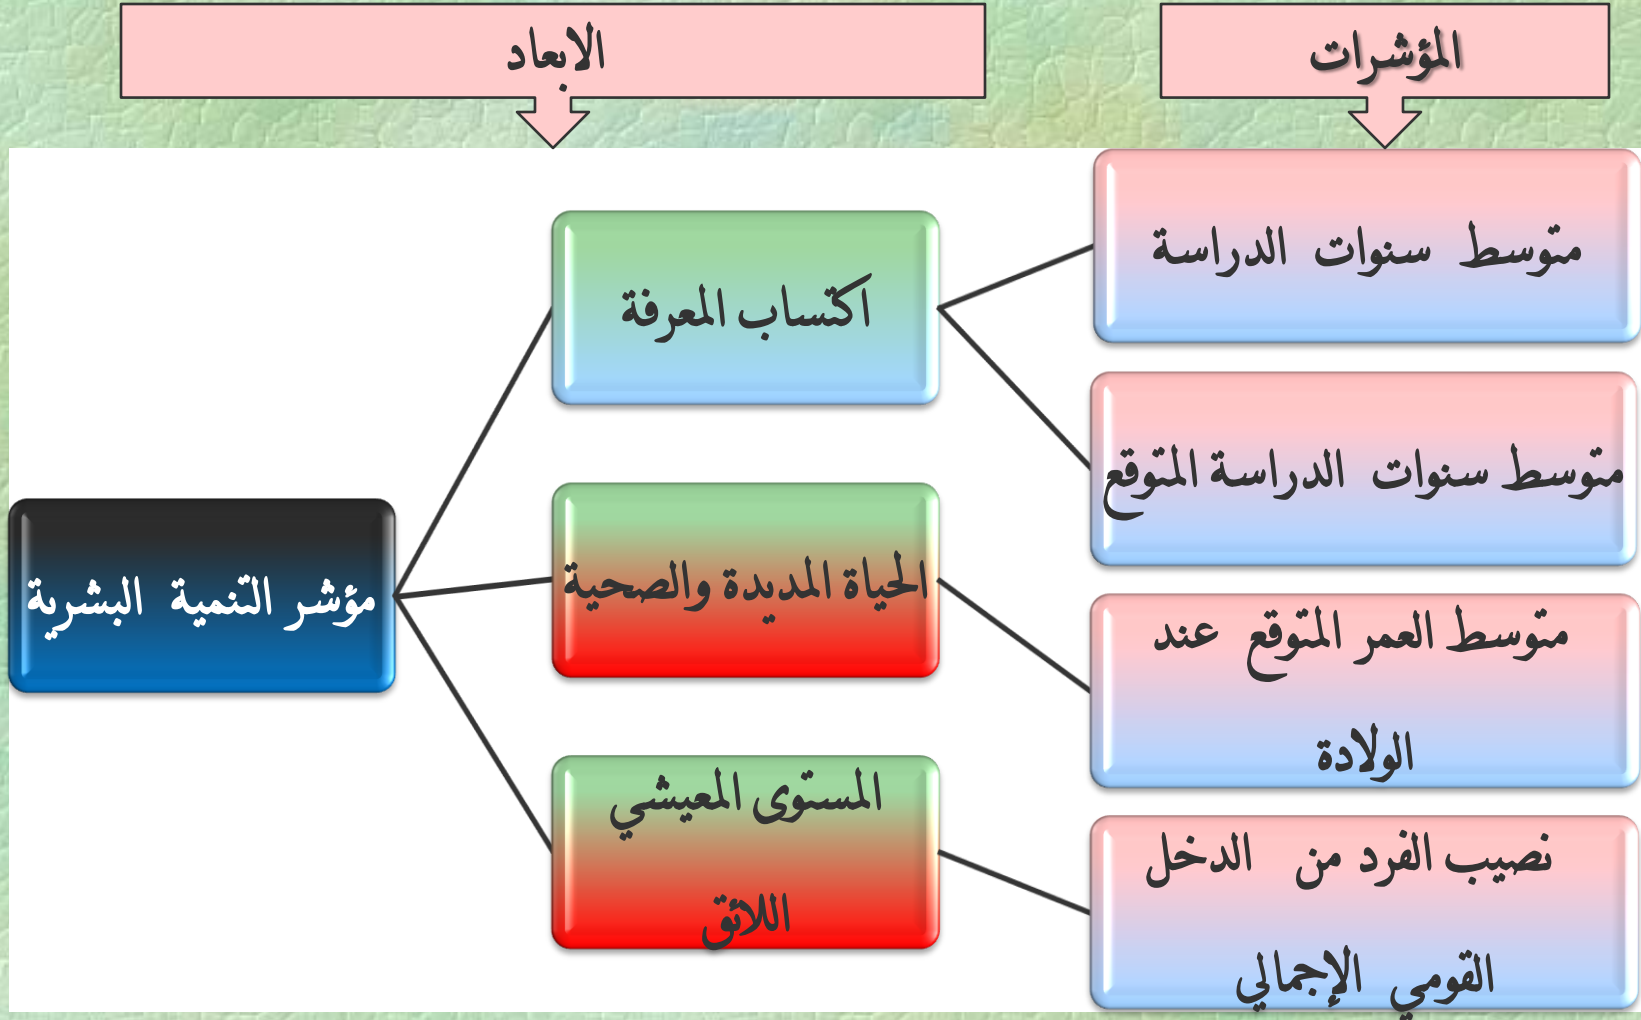 المؤشرات
الابعاد
متوسط سنوات الدراسة
متوسط سنوات الدراسة المتوقع
متوسط العمر المتوقع عند
الولادة
نصيب الفرد من الدخل
القومي الإجمالي
اكتساب المعرفة
الحياة المديدة والصحية
المستوى المعيشي
اللائق
مؤشر التنمية البشرية